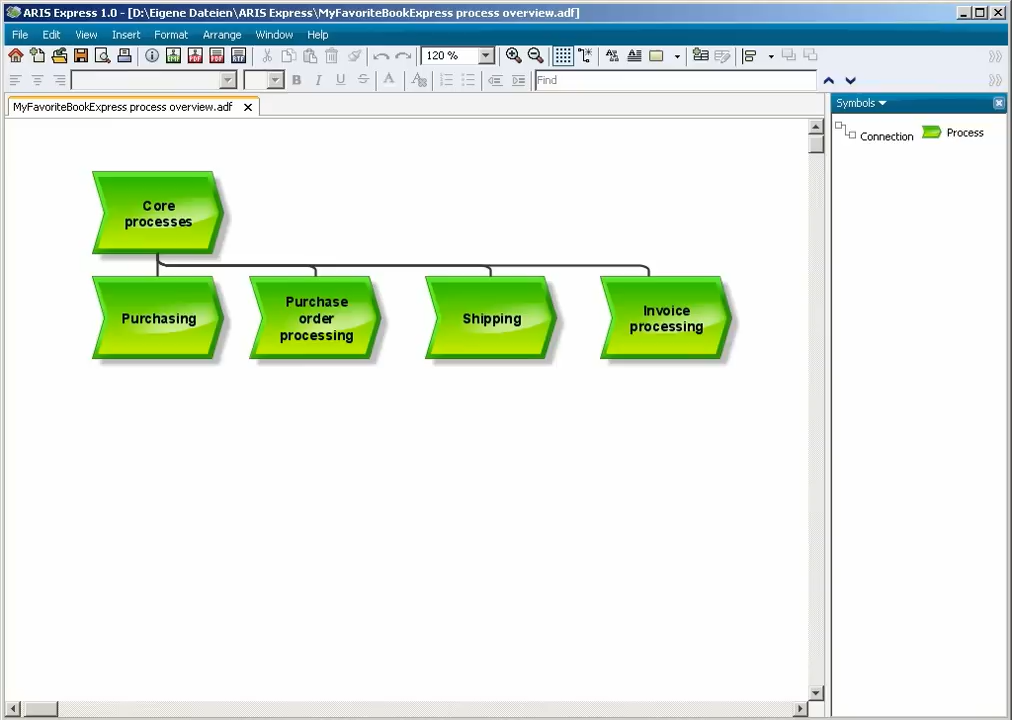 ARIS Express 1.0 - [D:\Eigene Dateien\ARIS Express\MyFavoriteBookExpress process overview.adf]
File Edit View Insert Format Arrange Window Help
120 %
B I U S A
Find
MyFavoriteBookExpress process overview.adf
Symbols
Connection Process
Core
processes
Purchasing
Purchase
order
processing
Shipping
Invoice
processing